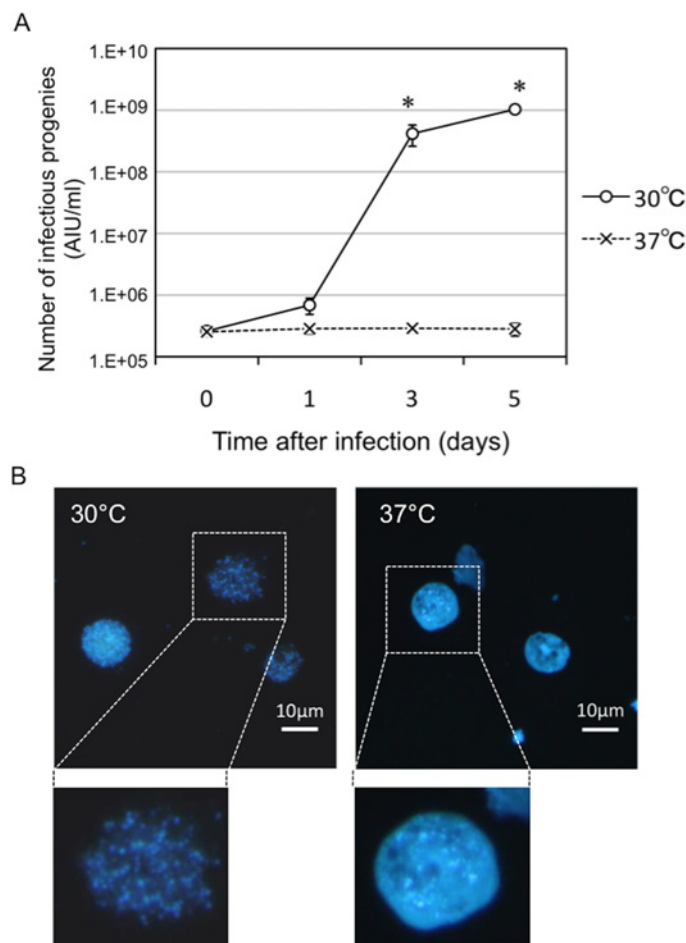 A
Number of infectious progenies
(AIU/ml)
1.E+10
1.E+09
1.E+08
1.E+07
1.E+06
1.E+05
*
*
30°C
37°C
0 1 3 5
Time after infection (days)
B
30°C
10μm
37°C
10μm